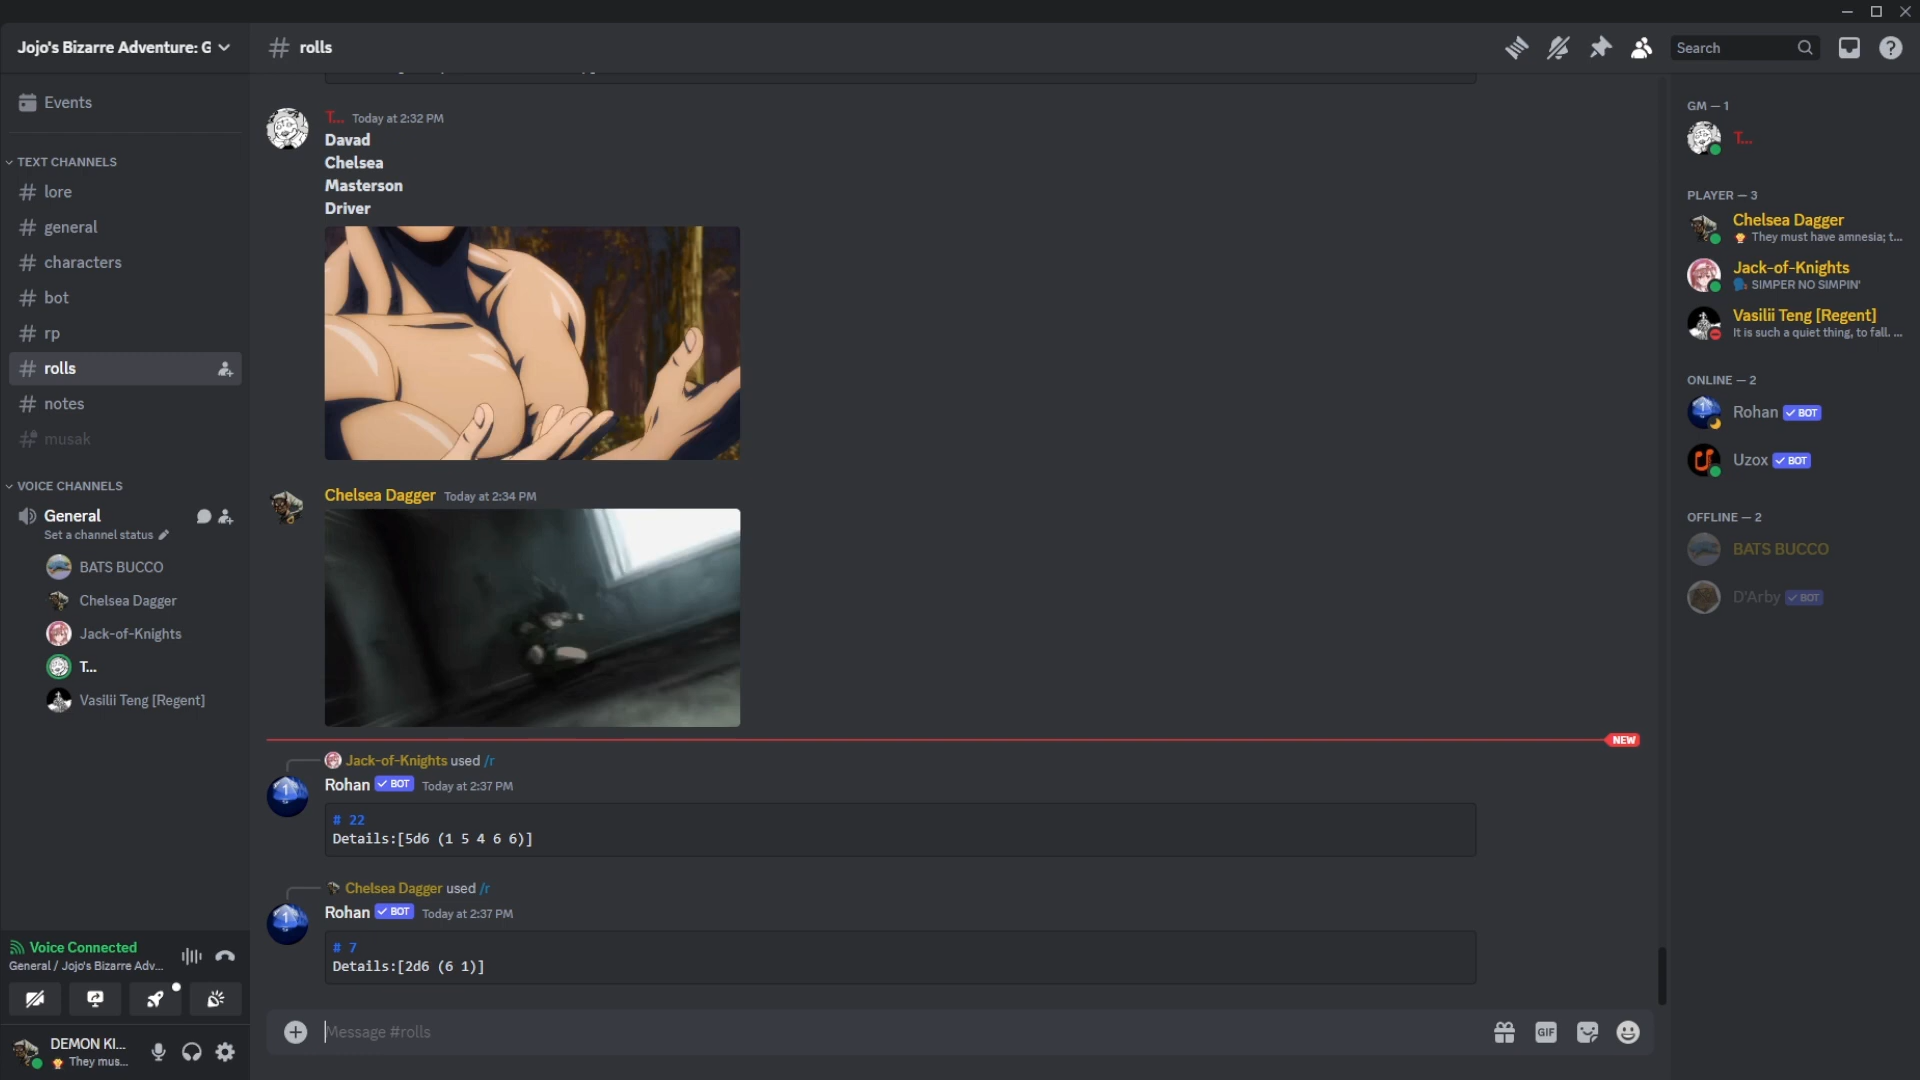 Jojo's Bizarre Adventure: G
rolls
Search
Events
TEXT CHANNELS
lore
general
characters
bot
rp
rolls
notes
musak
VOICE CHANNELS
General
Set a channel status
BATS BUCCO
Chelsea Dagger
Jack-of-Knights
T...
Vasilii Teng [Regent]
Voice Connected
General / Jojo's Bizarre Adv...
DEMON KI...
They mus...
T... Today at 2:32 PM
Davad
Chelsea
Masterson
Driver
Chelsea Dagger Today at 2:34 PM
NEW
Jack-of-Knights used /r
Rohan BOT Today at 2:37 PM
# 22
Details:[5d6 (1 5 4 6 6)]
Chelsea Dagger used /r
Rohan BOT Today at 2:37 PM
# 7
Details:[2d6 (6 1)]
Message #rolls
GIF
GM — 1
T...
PLAYER — 3
Chelsea Dagger
They must have amnesia; t...
Jack-of-Knights
SIMPER NO SIMPIN'
Vasilii Teng [Regent]
It is such a quiet thing, to fall. ...
ONLINE — 2
Rohan BOT
Uzox BOT
OFFLINE — 2
BATS BUCCO
D'Arby BOT